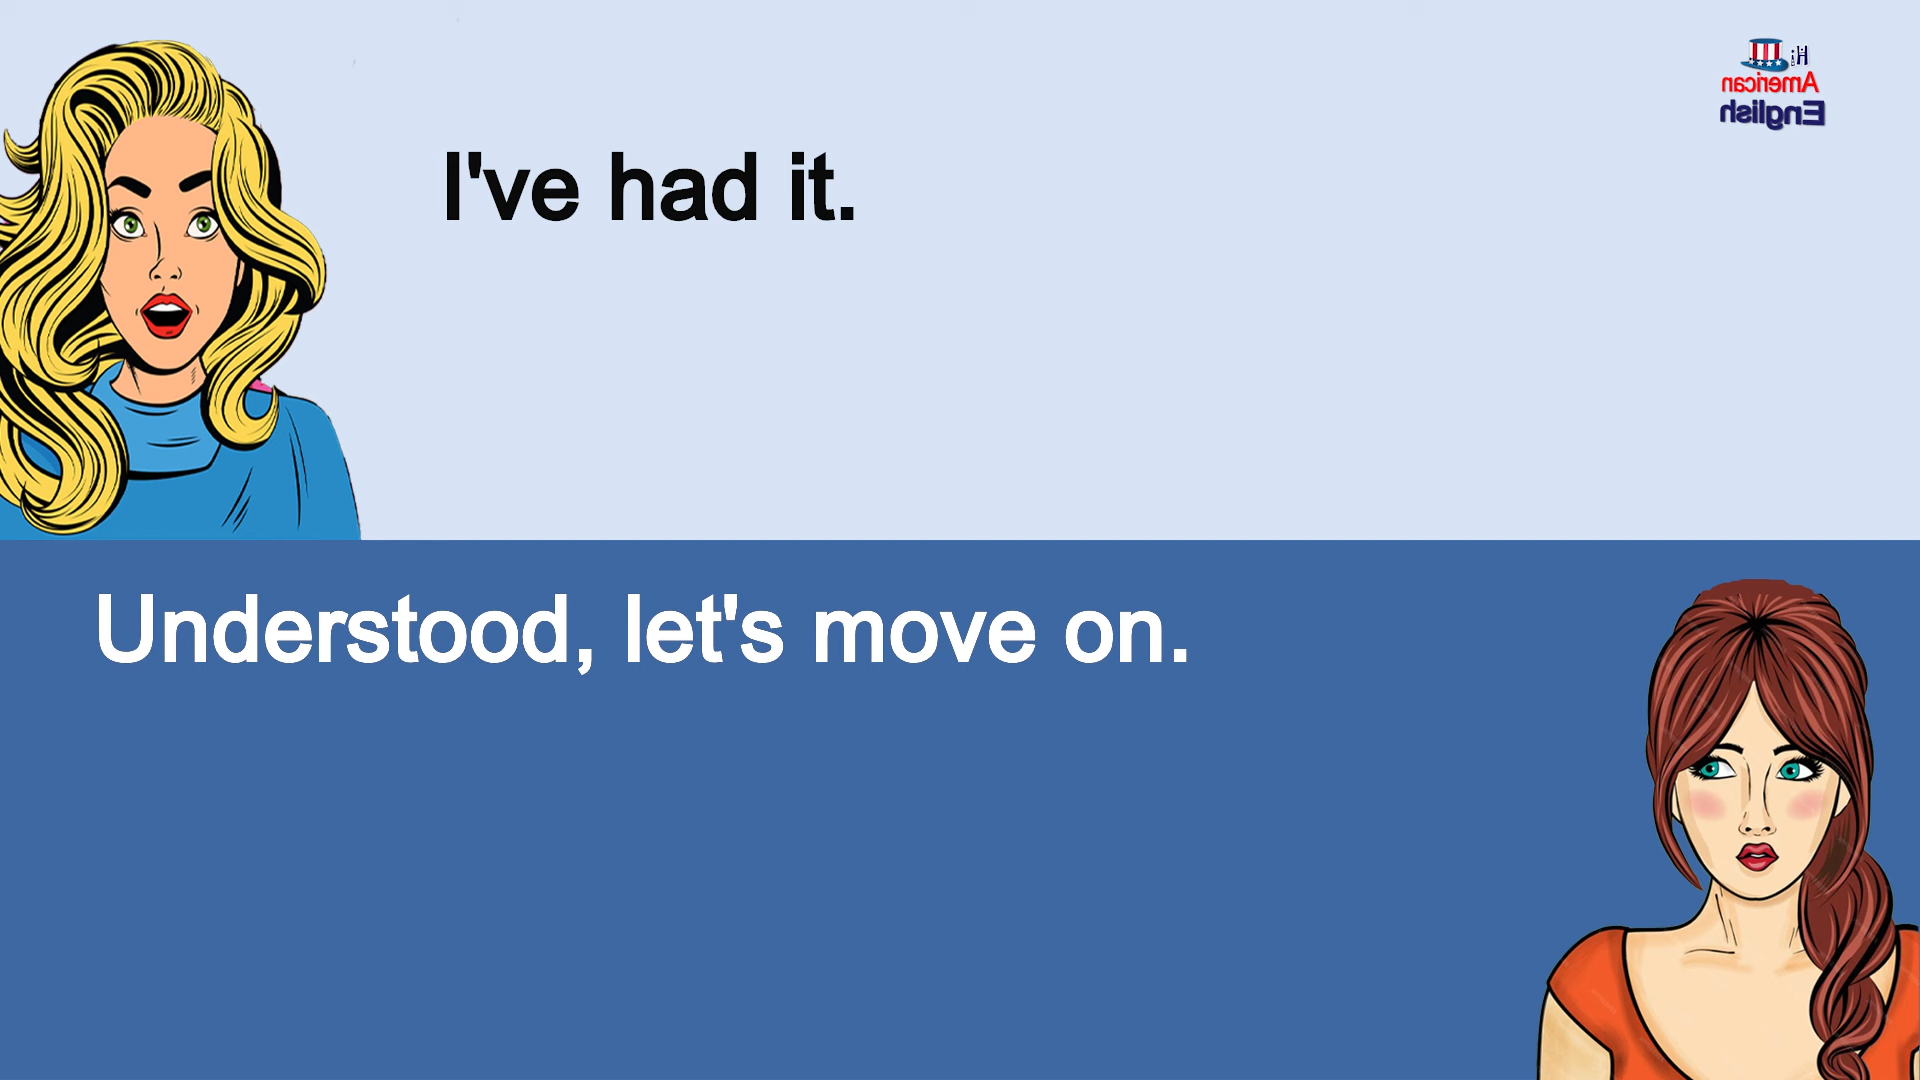 Hi
American
English
I've had it.
Understood, let's move on.